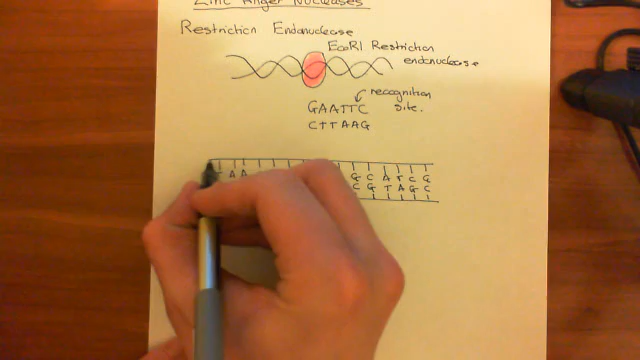 Zinc Finger Nucleases
Restriction Endonuclease
EcoRI Restriction
endonuclease
recognition
site.
GAATTC
CTTAAG
T A A
G C A T C G
C G T A G C